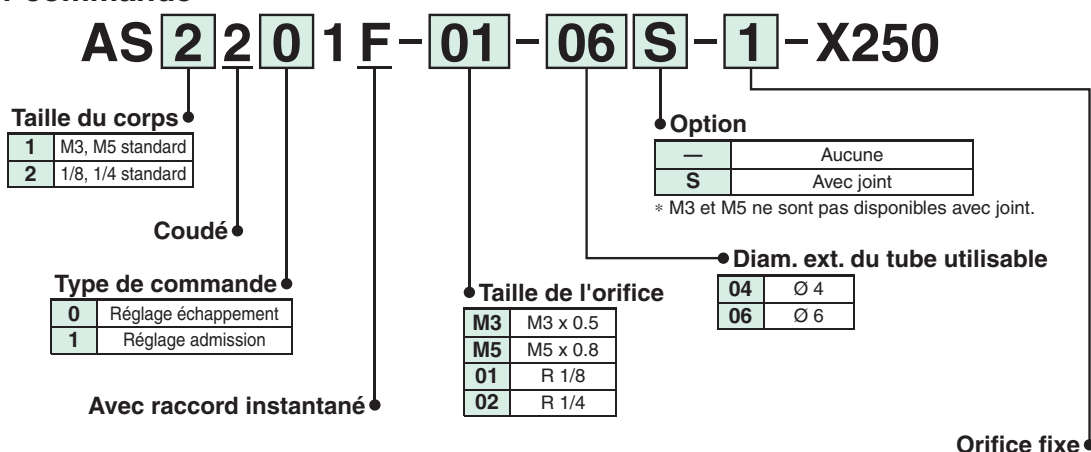 AS 2 2 0 1 F - 01 - 06 S - 1 - X250
Taille du corps
1 M3, M5 standard
2 1/8, 1/4 standard
Coudé
Type de commande
0 Réglage échappement
1 Réglage admission
Avec raccord instantané
Taille de l'orifice
M3 M3 x 0.5
M5 M5 x 0.8
01 R 1/8
02 R 1/4
Option
— Aucune
S Avec joint
* M3 et M5 ne sont pas disponibles avec joint.
Diam. ext. du tube utilisable
04 Ø 4
06 Ø 6
Orifice fixe